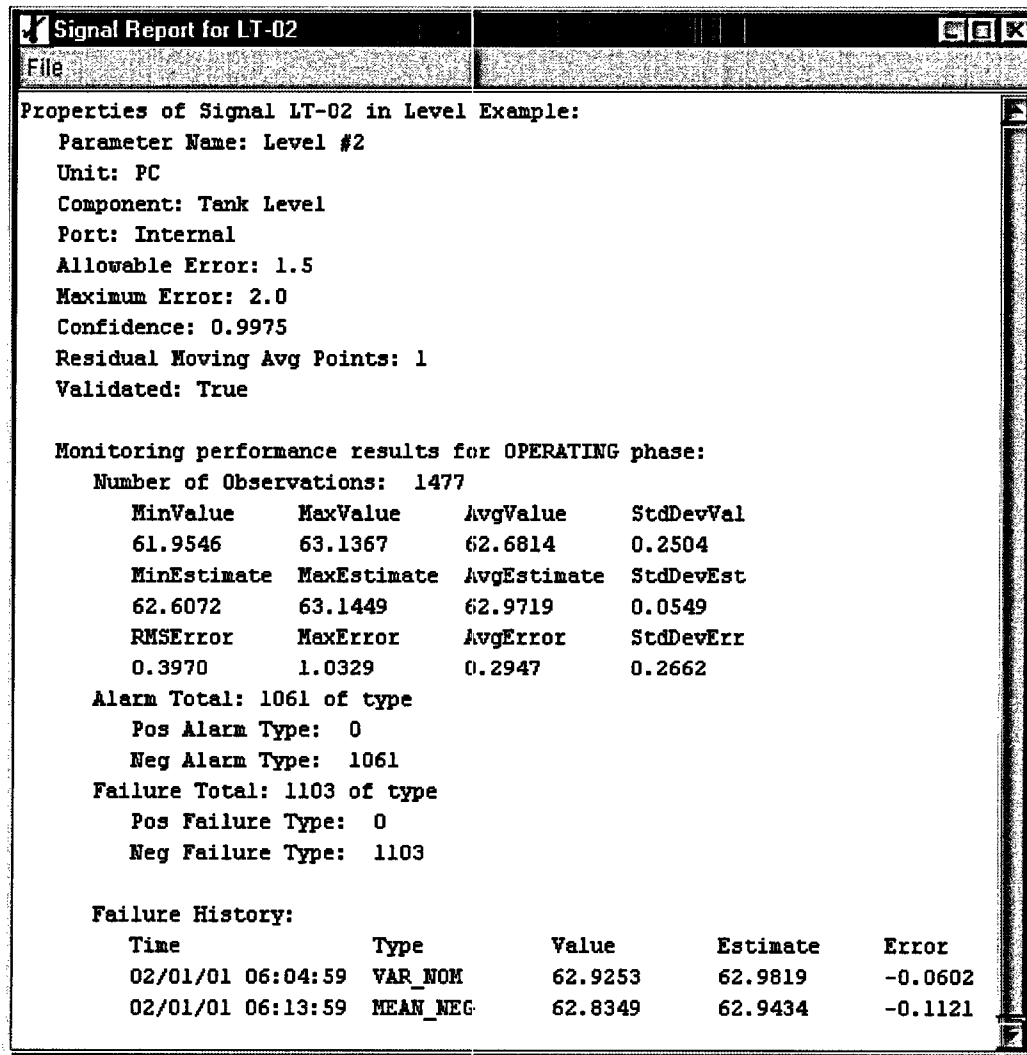 Signal Report for LT-02
File
Properties of Signal LT-02 in Level Example:
Parameter Name: Level #2
Unit: PC
Component: Tank Level
Port: Internal
Allowable Error: 1.5
Maximum Error: 2.0
Confidence: 0.9975
Residual Moving Avg Points: 1
Validated: True
Monitoring performance results for OPERATING phase:
Number of Observations: 1477
MinValue MaxValue AvgValue StdDevVal
61.9546 63.1367 62.6814 0.2504
MinEstimate MaxEstimate AvgEstimate StdDevEst
62.6072 63.1449 62.9719 0.0549
RMSError MaxError AvgError StdDevErr
0.3970 1.0329 0.2947 0.2662
Alarm Total: 1061 of type
Pos Alarm Type: 0
Neg Alarm Type: 1061
Failure Total: 1103 of type
Pos Failure Type: 0
Neg Failure Type: 1103
Failure History:
Time Type Value Estimate Error
02/01/01 06:04:59 VAR_NOM 62.9253 62.9819 -0.0602
02/01/01 06:13:59 MEAN_NEG 62.8349 62.9434 -0.1121